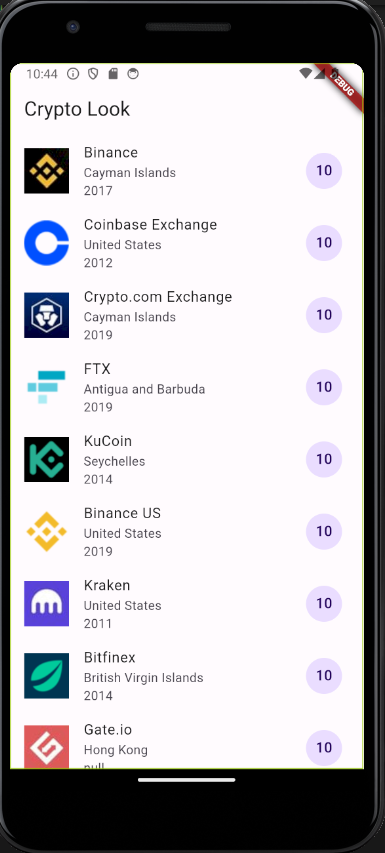 10:44
DEBUG
Crypto Look
Binance
Cayman Islands
2017
10
Coinbase Exchange
United States
2012
10
Crypto.com Exchange
Cayman Islands
2019
10
FTX
Antigua and Barbuda
2019
10
KuCoin
Seychelles
2014
10
Binance US
United States
2019
10
Kraken
United States
2011
10
Bitfinex
British Virgin Islands
2014
10
Gate.io
Hong Kong
null
10